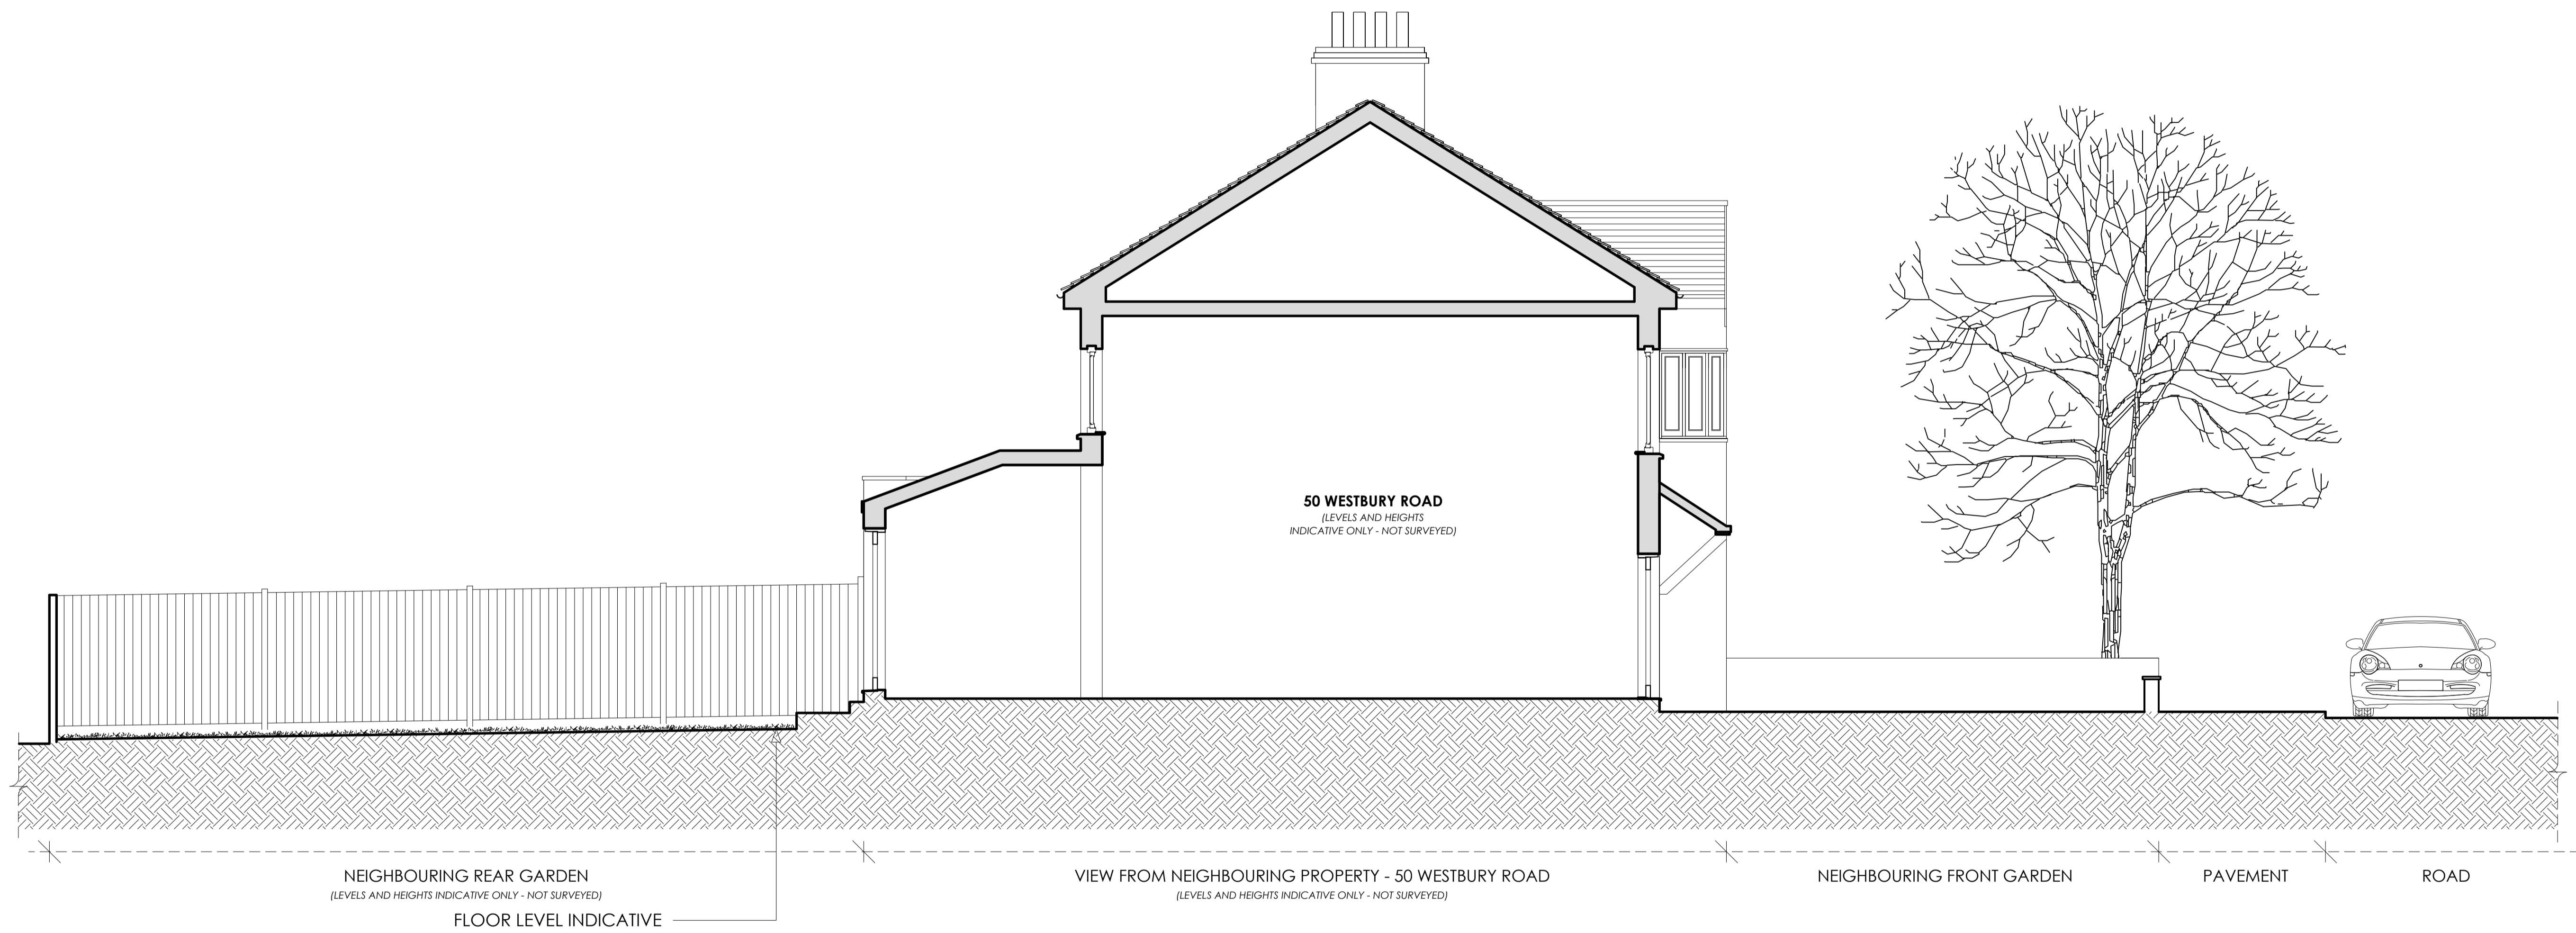 50 WESTBURY ROAD
(LEVELS AND HEIGHTS
INDICATIVE ONLY - NOT SURVEYED)
NEIGHBOURING REAR GARDEN
(LEVELS AND HEIGHTS INDICATIVE ONLY - NOT SURVEYED)
FLOOR LEVEL INDICATIVE
VIEW FROM NEIGHBOURING PROPERTY - 50 WESTBURY ROAD
(LEVELS AND HEIGHTS INDICATIVE ONLY - NOT SURVEYED)
NEIGHBOURING FRONT GARDEN
PAVEMENT
ROAD